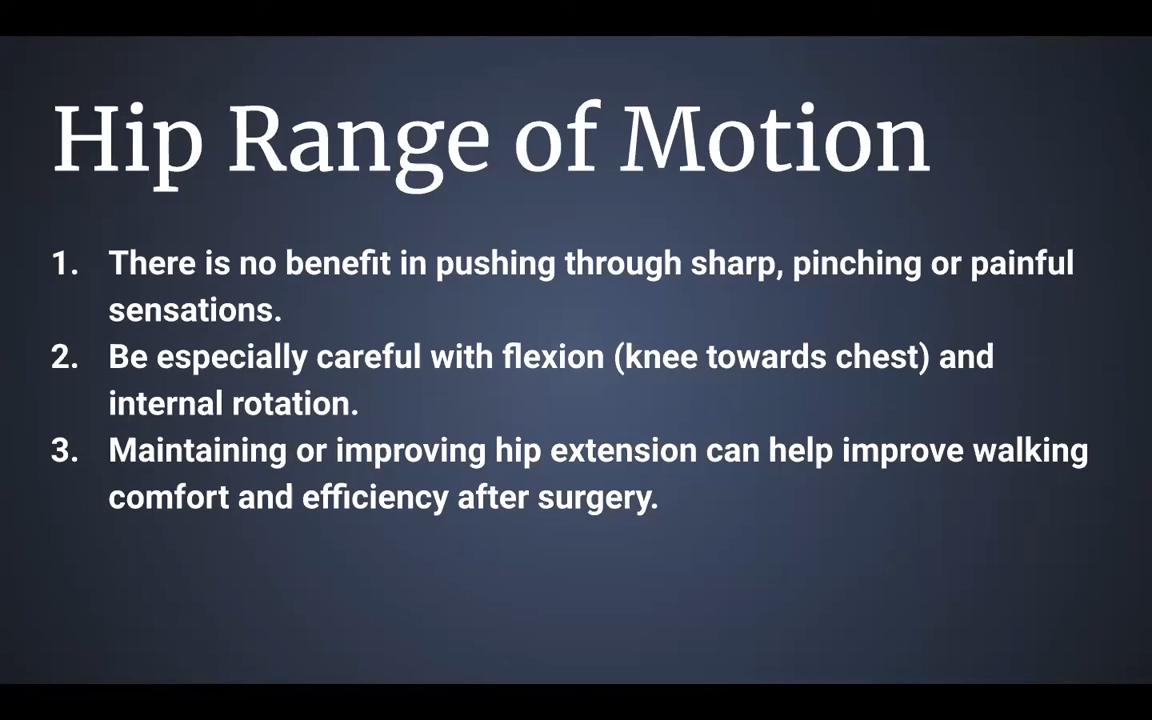 Hip Range of Motion
1. There is no benefit in pushing through sharp, pinching or painful
sensations.
2. Be especially careful with flexion (knee towards chest) and
internal rotation.
3. Maintaining or improving hip extension can help improve walking
comfort and efficiency after surgery.